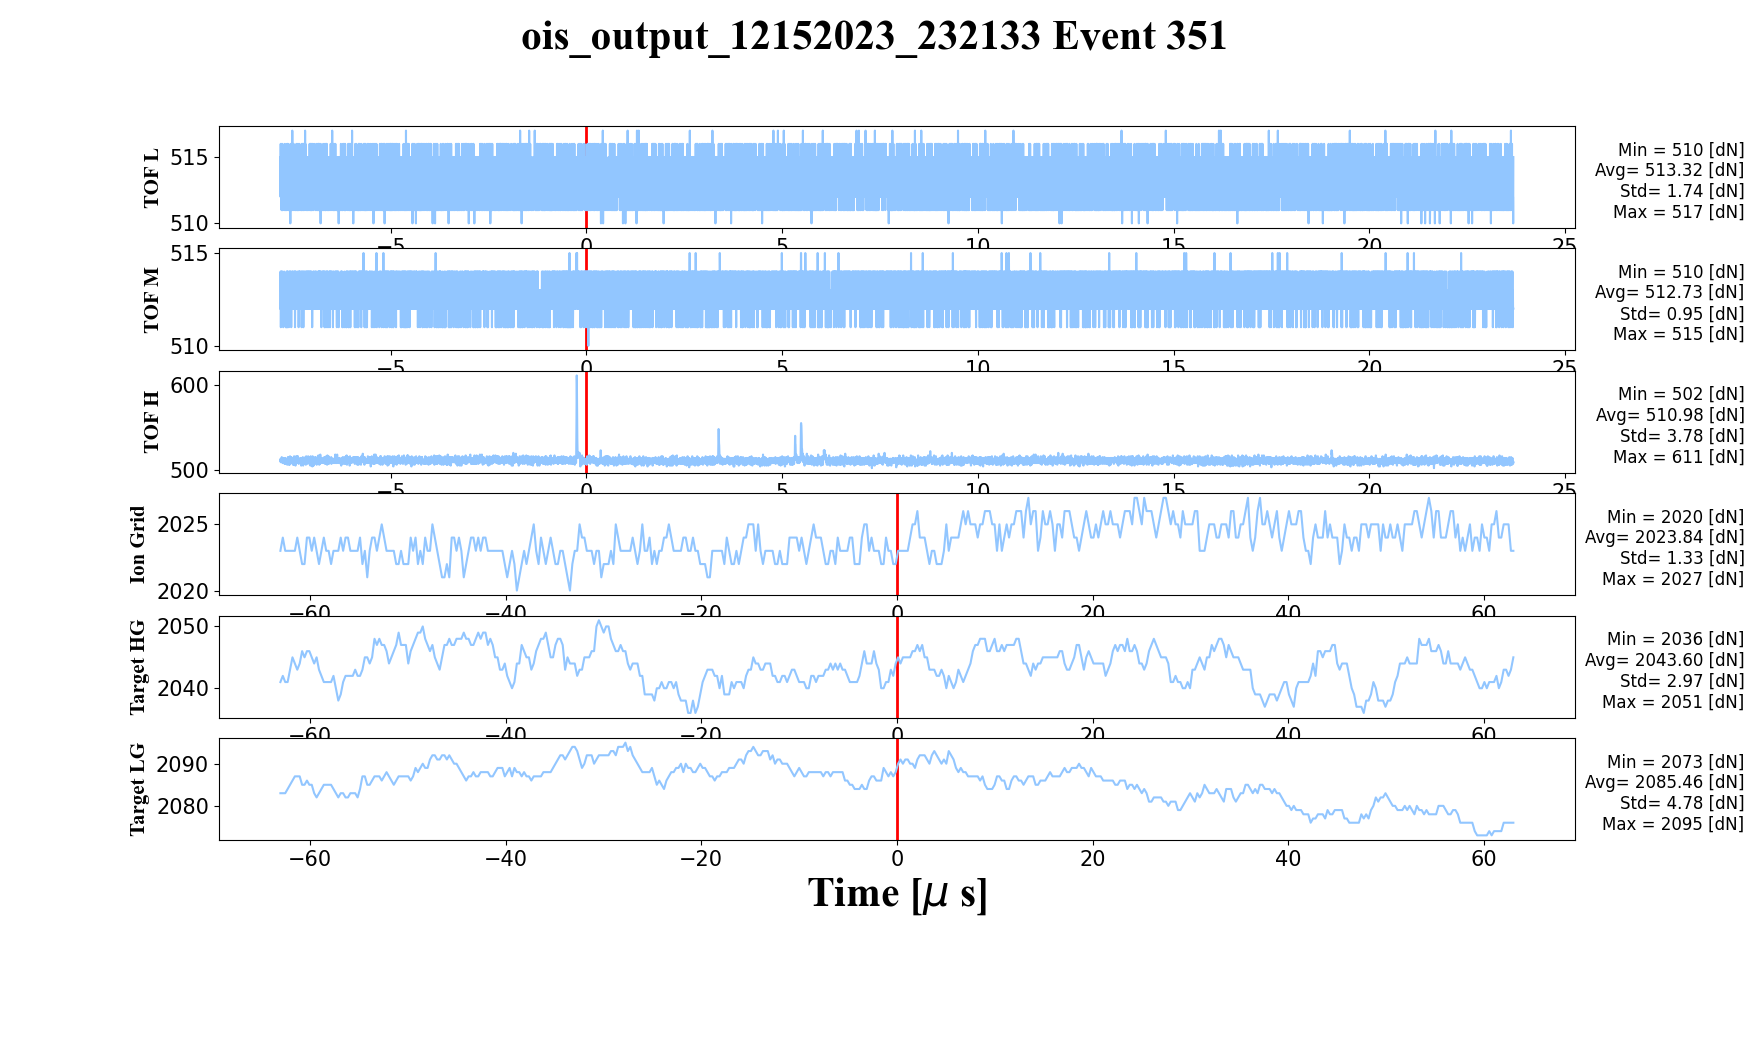 ois_output_12152023_232133 Event 351
TOF L
515
510
−5 0 5 10 15 20 25
Min = 510 [dN]
Avg= 513.32 [dN]
Std= 1.74 [dN]
Max = 517 [dN]
TOF M
515
510
−5 0 5 10 15 20 25
Min = 510 [dN]
Avg= 512.73 [dN]
Std= 0.95 [dN]
Max = 515 [dN]
TOF H
600
500
−5 0 5 10 15 20 25
Min = 502 [dN]
Avg= 510.98 [dN]
Std= 3.78 [dN]
Max = 611 [dN]
Ion Grid
2025
2020
−60 −40 −20 0 20 40 60
Min = 2020 [dN]
Avg= 2023.84 [dN]
Std= 1.33 [dN]
Max = 2027 [dN]
Target HG
2050
2040
−60 −40 −20 0 20 40 60
Min = 2036 [dN]
Avg= 2043.60 [dN]
Std= 2.97 [dN]
Max = 2051 [dN]
Target LG
2090
2080
−60 −40 −20 0 20 40 60
Min = 2073 [dN]
Avg= 2085.46 [dN]
Std= 4.78 [dN]
Max = 2095 [dN]
Time [μ s]